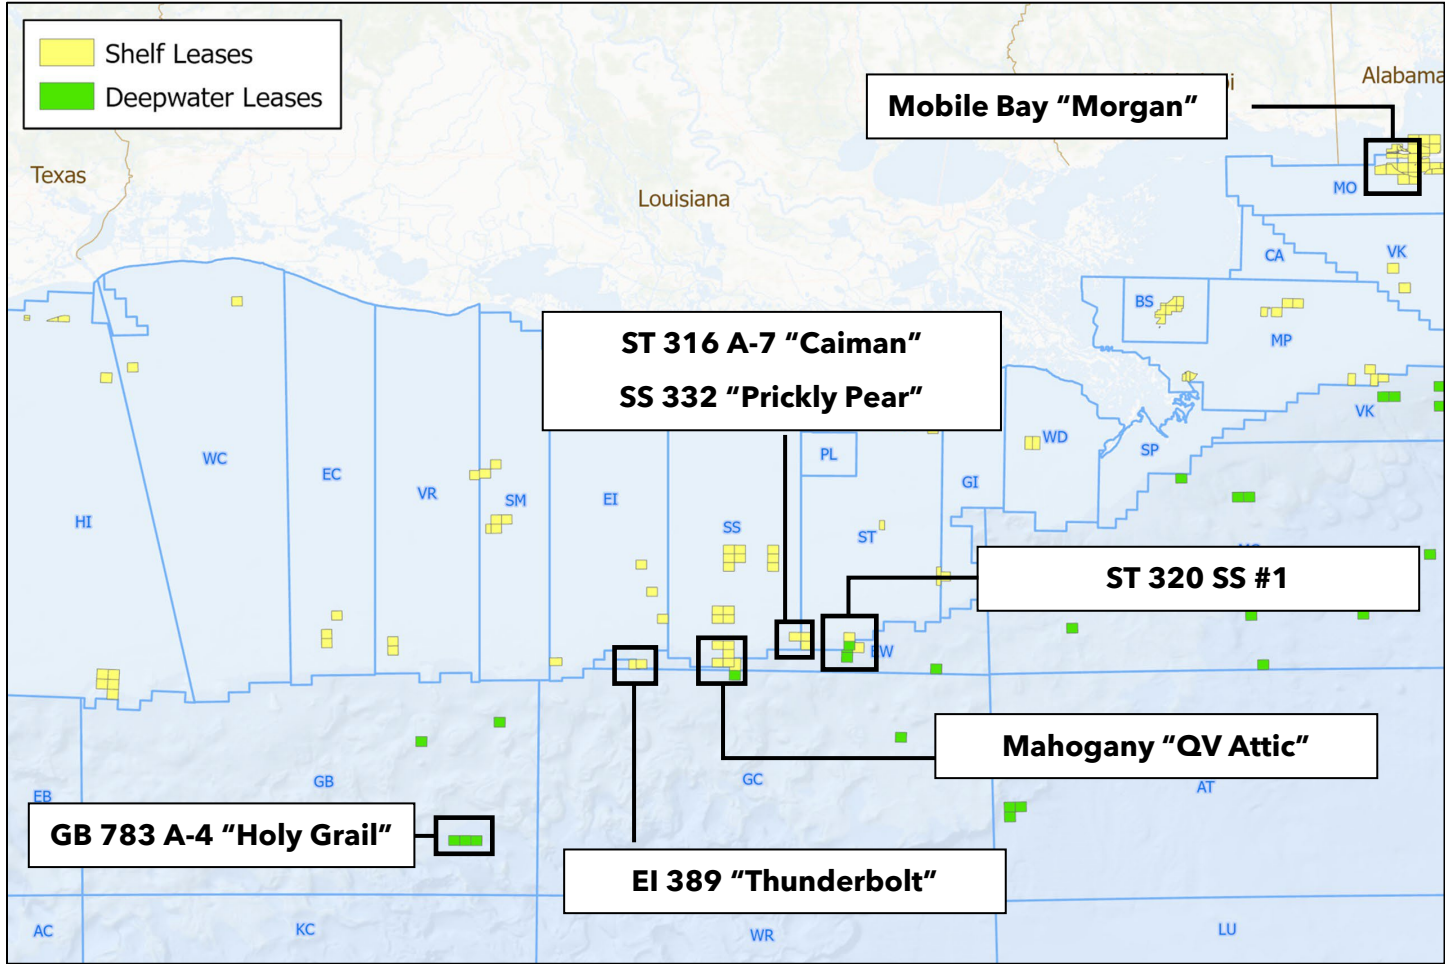 Shelf Leases
Deepwater Leases
Mobile Bay “Morgan”
Alabama
Texas
Louisiana
MO
CA
VK
BS
MP
ST 316 A-7 “Caiman”
SS 332 “Prickly Pear”
VK
WD
SP
PL
GI
WC
EC
VR
SM
EI
SS
ST
HI
ST 320 SS #1
EW
Mahogany “QV Attic”
GB
GC
AT
EB
GB 783 A-4 “Holy Grail”
EI 389 “Thunderbolt”
AC
KC
WR
LU